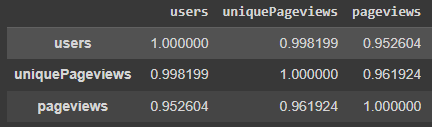 users uniquePageviews pageviews
users 1.000000 0.998199 0.952604
uniquePageviews 0.998199 1.000000 0.961924
pageviews 0.952604 0.961924 1.000000